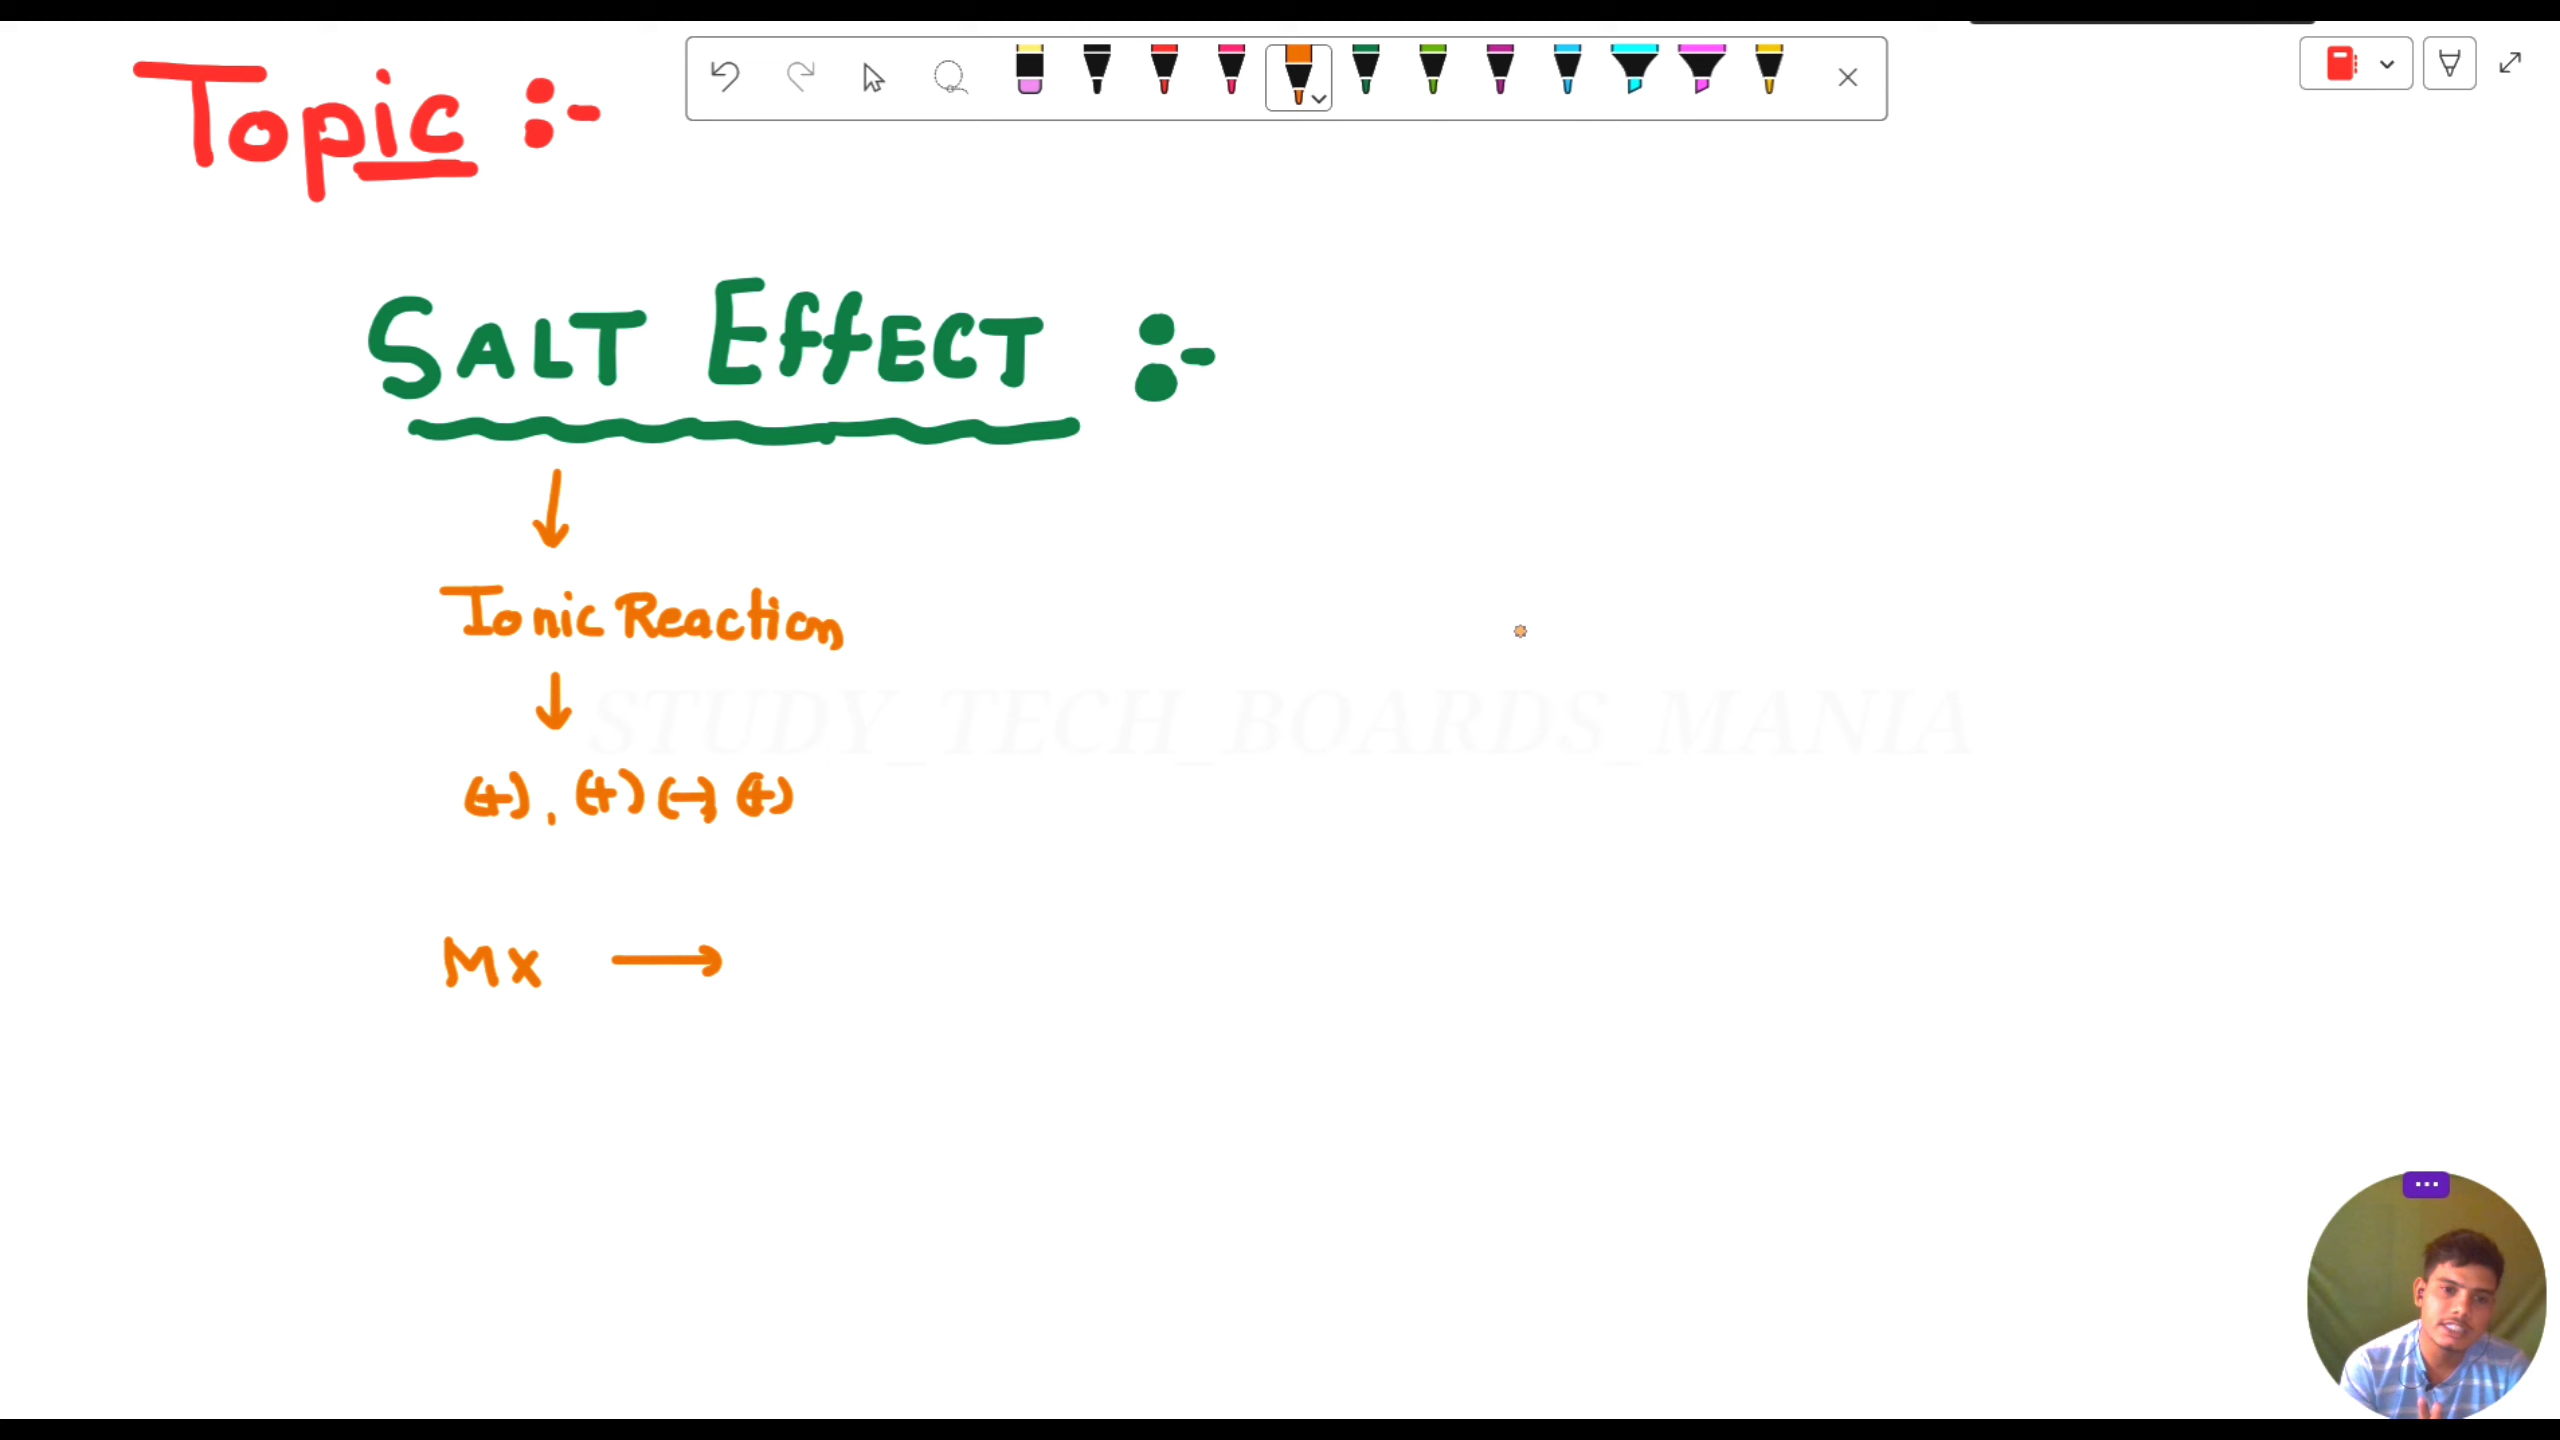 Topic :-
SALT EffECT :-
↓
Ionic Reaction
↓
(+), (+) (-), (+)
STUDY_TECH_BOARDS_MANIA
Mx →